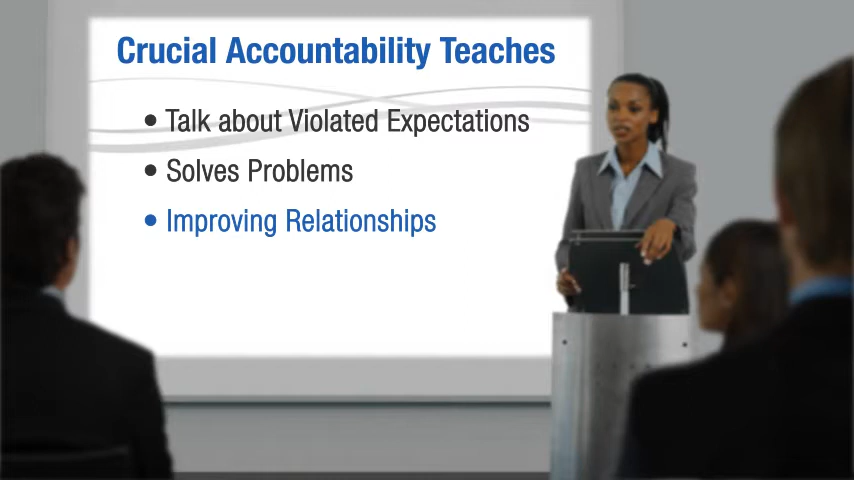 Crucial Accountability Teaches
• Talk about Violated Expectations
• Solves Problems
• Improving Relationships